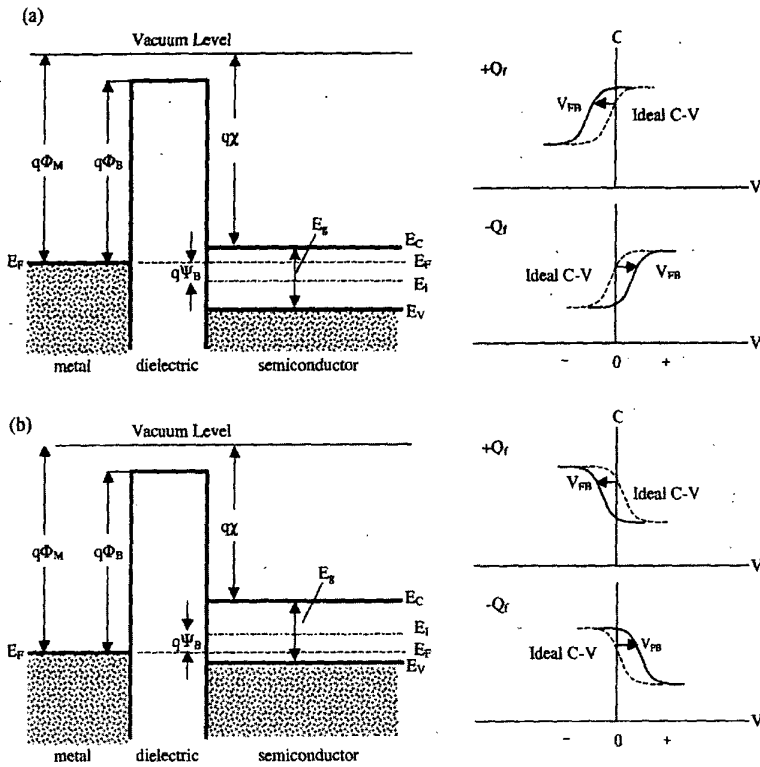 (a)
Vacuum Level
qΦM
qΦB
qχ
Eg
EC
EF
EF
qΨB
EI
EV
metal dielectric semiconductor
C
+Qf
VFB
Ideal C-V
V
-Qf
Ideal C-V
VFB
V
- 0 +
(b)
Vacuum Level
qΦM
qΦB
qχ
Eg
EC
EI
qΨB
EF
EF
EV
metal dielectric semiconductor
C
+Qf
VFB
Ideal C-V
V
-Qf
Ideal C-V
VFB
V
- 0 +